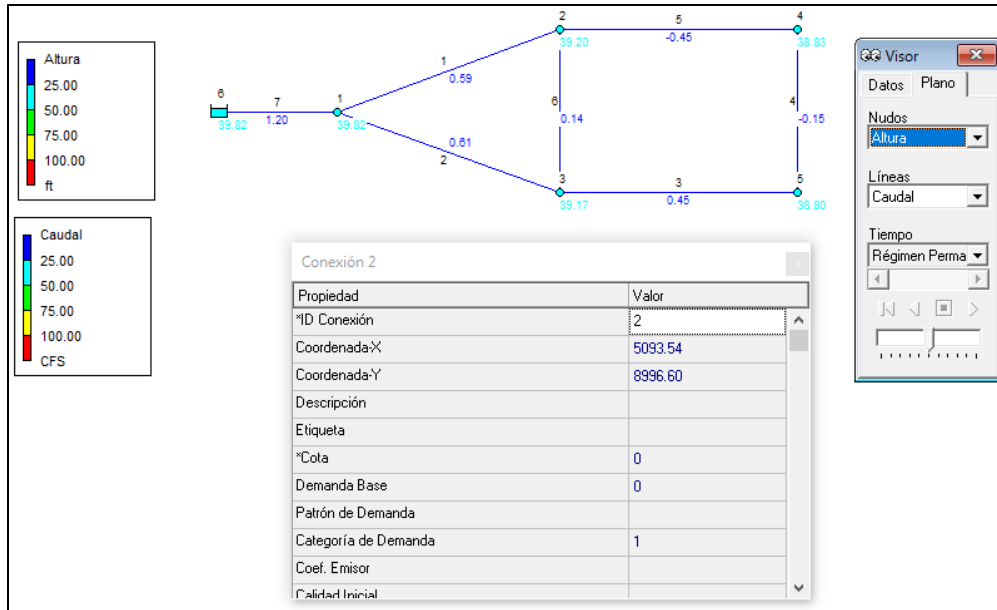 Altura
25.00
50.00
75.00
100.00
ft
Caudal
25.00
50.00
75.00
100.00
CFS
6
39.82
7
1.20
1
39.82
1
0.59
0.61
2
2
39.20
5
-0.45
4
38.83
6
0.14
4
-0.15
3
39.17
3
0.45
5
38.80
Visor
Datos Plano
Nudos
Altura
Líneas
Caudal
Tiempo
Régimen Perma
Conexión 2
Propiedad Valor
*ID Conexión 2
Coordenada-X 5093.54
Coordenada-Y 8996.60
Descripción
Etiqueta
*Cota 0
Demanda Base 0
Patrón de Demanda
Categoría de Demanda 1
Coef. Emisor
Calidad Inicial